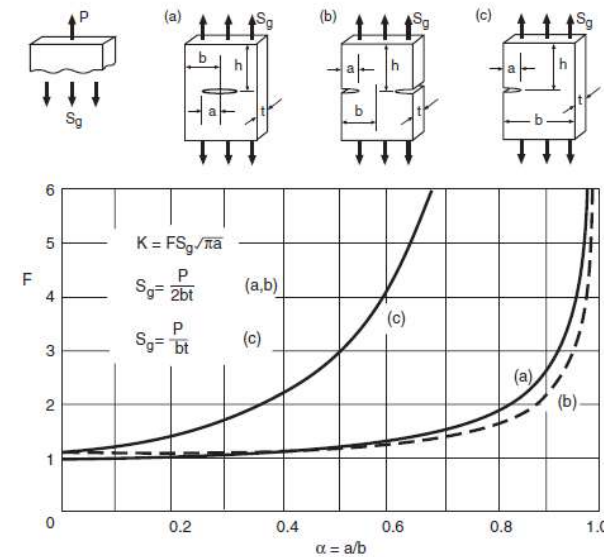 P
S_g
(a)
S_g
b
h
a
t
(b)
S_g
a
h
b
t
(c)
S_g
a
h
b
t
6
5
4
3
2
1
0
F
K = FS_g√πa
S_g = P/2bt (a,b)
S_g = P/bt (c)
(c)
(a)
(b)
0.2
0.4
0.6
0.8
1.0
α = a/b